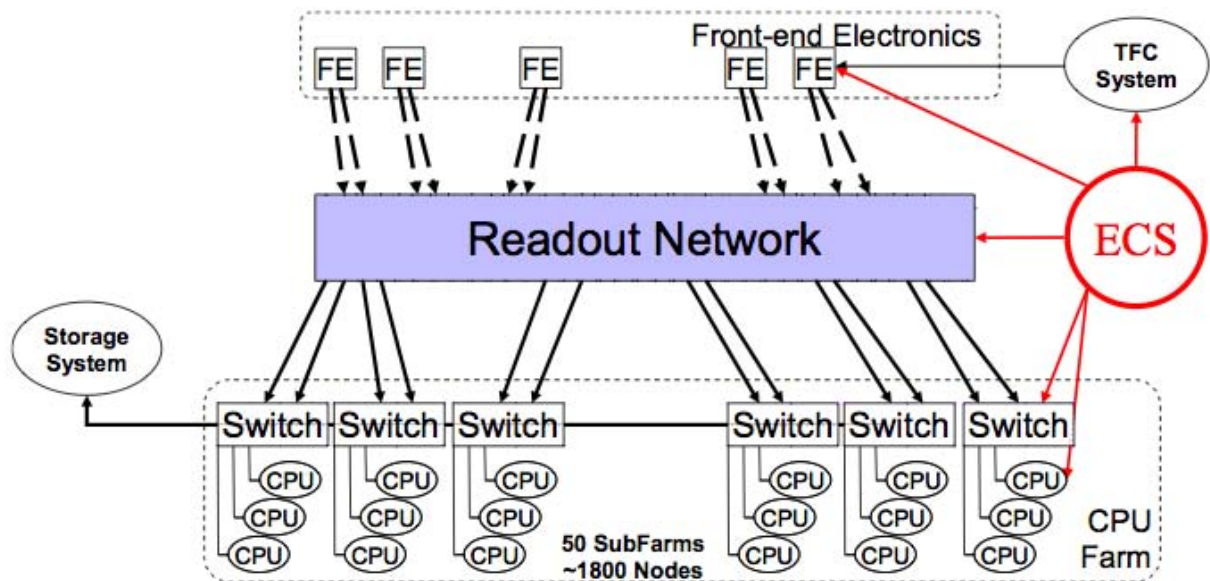 Front-end Electronics
FE FE FE FE FE
TFC
System
Readout Network
ECS
Storage
System
Switch Switch Switch Switch Switch Switch
CPU CPU CPU CPU CPU CPU
CPU CPU CPU CPU CPU CPU
CPU CPU CPU CPU CPU CPU
50 SubFarms
~1800 Nodes
CPU
Farm